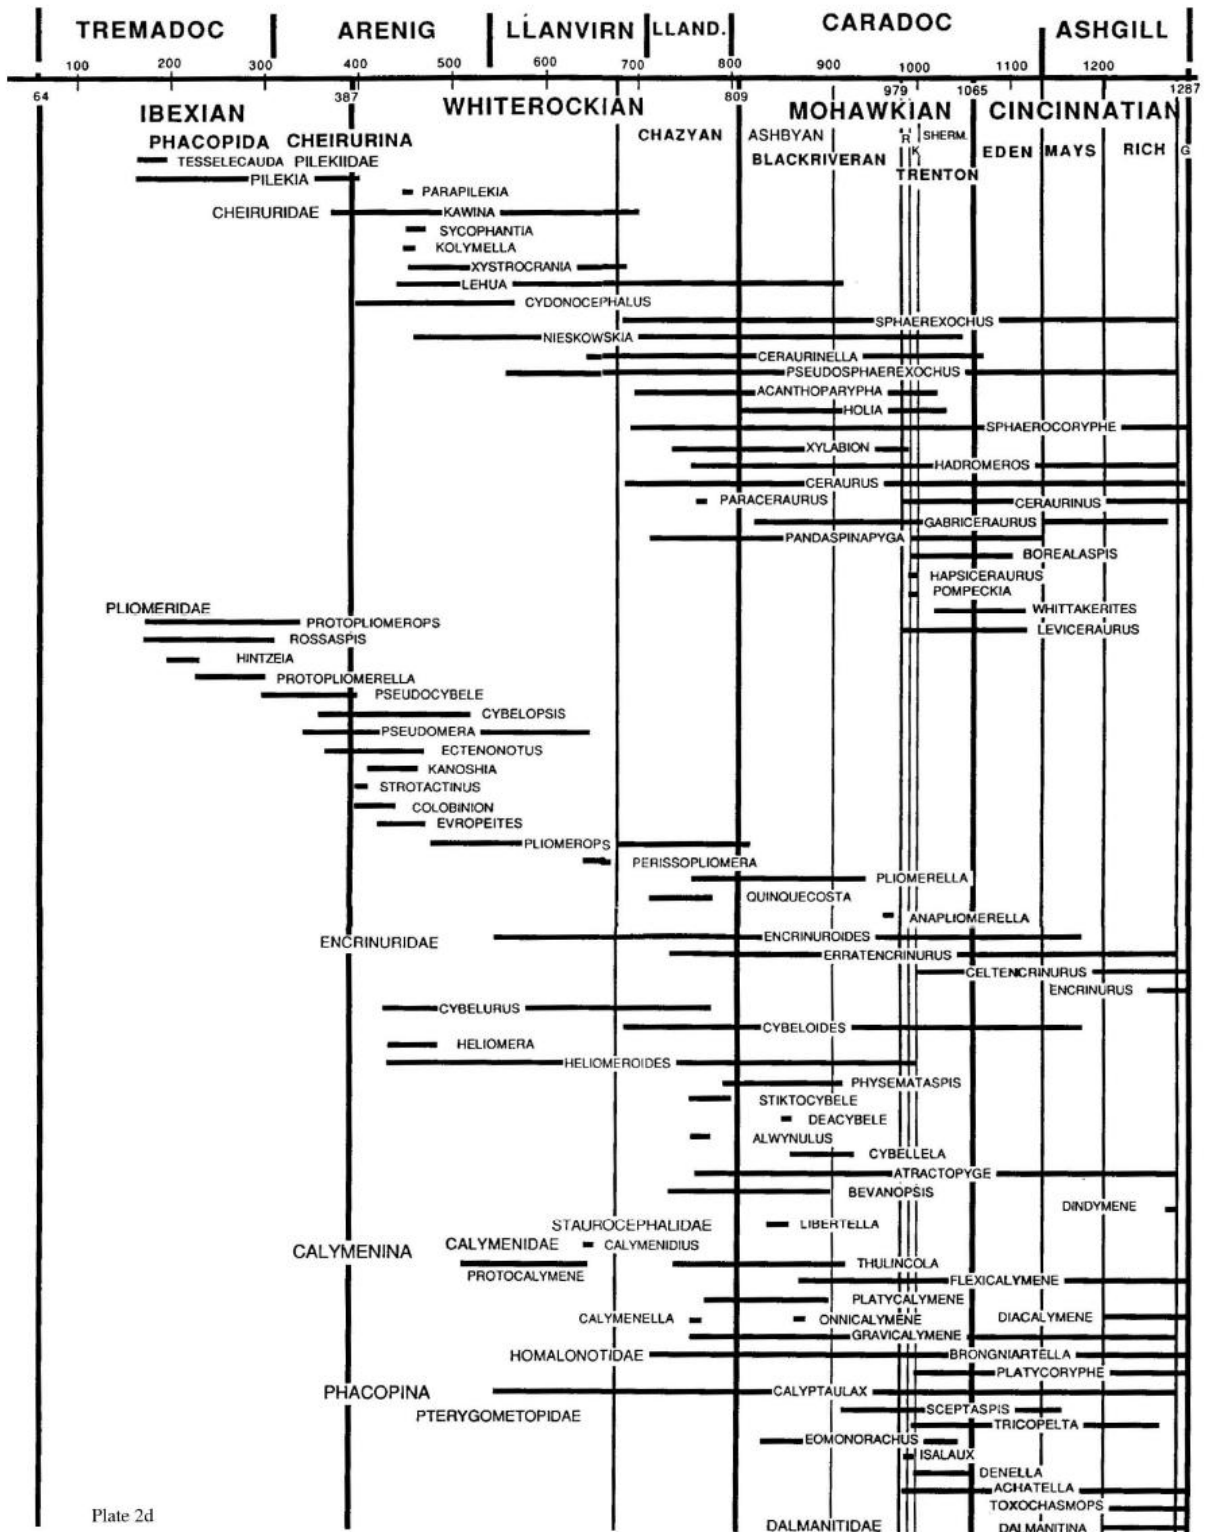 TREMADOC ARENIG LLANVIRN LLAND. CARADOC ASHGILL
100 200 300 400 500 600 700 800 900 1000 1100 1200
64 387 809 979 1065 1287
IBEXIAN WHITEROCKIAN MOHAWKIAN CINCINNATIAN
CHAZYAN ASHBYAN R SHERM.
PHACOPIDA CHEIRURINA BLACKRIVERAN K EDEN MAYS RICH G
TESSELECAUDA PILEKIIDAE
TRENTON
PILEKIA
PARAPILEKIA
CHEIRURIDAE KAWINA
SYCOPHANTIA
KOLYMELLA
XYSTROCRANIA
LEHUA
CYDONOCEPHALUS
SPHAEREXOCHUS
NIESKOWSKIA
CERAURINELLA
PSEUDOSPHAEREXOCHUS
ACANTHOPARYPHA
HOLIA
SPHAEROCORYPHE
XYLABION
HADROMEROS
CERAURUS
PARACERAURUS CERAURINUS
GABRICERAURUS
PANDASPINAPYGA
BOREALASPIS
HAPSICERAURUS
POMPECKIA
PLIOMERIDAE WHITTAKERITES
PROTOPLIOMEROPS
LEVICERAURUS
ROSSASPIS
HINTZEIA
PROTOPLIOMERELLA
PSEUDOCYBELE
CYBELOPSIS
PSEUDOMERA
ECTENONOTUS
KANOSHIA
STROTACTINUS
COLOBINION
EVROPEITES
PLIOMEROPS
PERISSOPLIOMERA
PLIOMERELLA
QUINQUECOSTA
ANAPLIOMERELLA
ENCRINURIDAE ENCRINUROIDES
ERRATENCRINURUS
CELTENCRINURUS
ENCRINURUS
CYBELURUS
CYBELOIDES
HELIOMERA
HELIOMEROIDES
PHYSEMATASPIS
STIKTOCYBELE
DEACYBELE
ALWYNULUS
CYBELLELA
ATRACTOPYGE
BEVANOPSIS
DINDYMENE
STAUROCEPHALIDAE LIBERTELLA
CALYMENINA CALYMENIDAE CALYMENIDIUS
THULINCOLA
PROTOCALYMENE
FLEXICALYMENE
PLATYCALYMENE
CALYMENELLA ONNICALYMENE DIACALYMENE
GRAVICALYMENE
HOMALONOTIDAE BRONGNIARTELLA
PLATYCORYPHE
PHACOPINA CALYPTAULAX
PTERYGOMETOPIDAE SCEPTASPIS
TRICOPELTA
EOMONORACHUS
ISALAUX
DENELLA
ACHATELLA
TOXOCHASMOPS
Plate 2d
DALMANITIDAE DALMANITINA